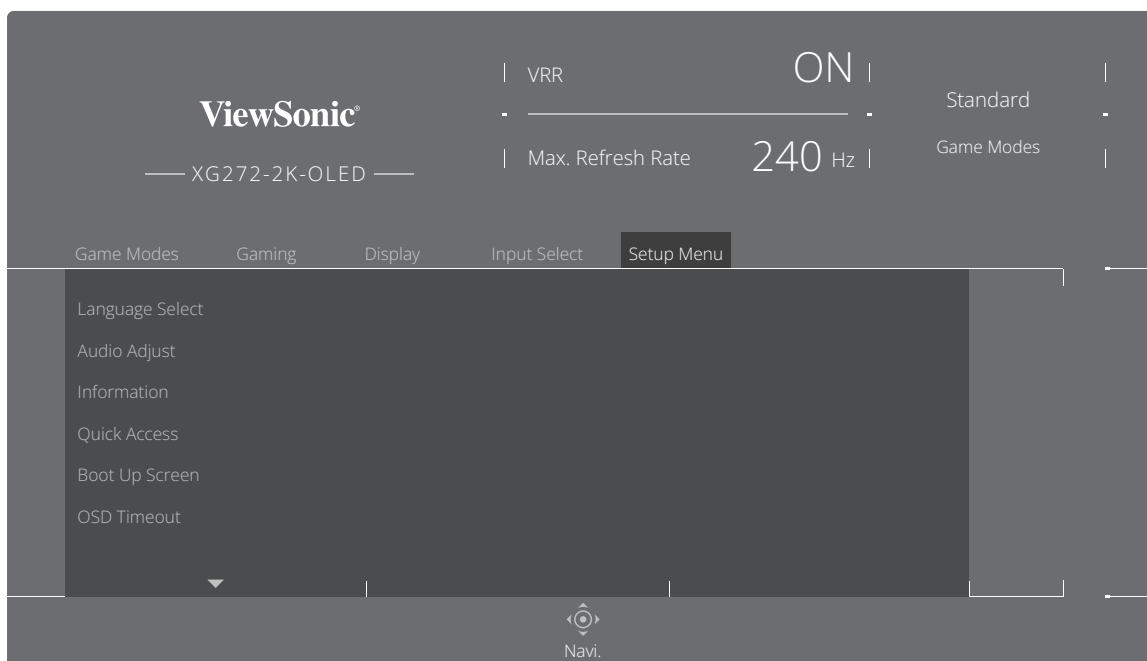 ViewSonic®
XG272-2K-OLED
VRR ON
Max. Refresh Rate 240 Hz
Standard
Game Modes
Game Modes Gaming Display Input Select Setup Menu
Language Select
Audio Adjust
Information
Quick Access
Boot Up Screen
OSD Timeout
Navi.